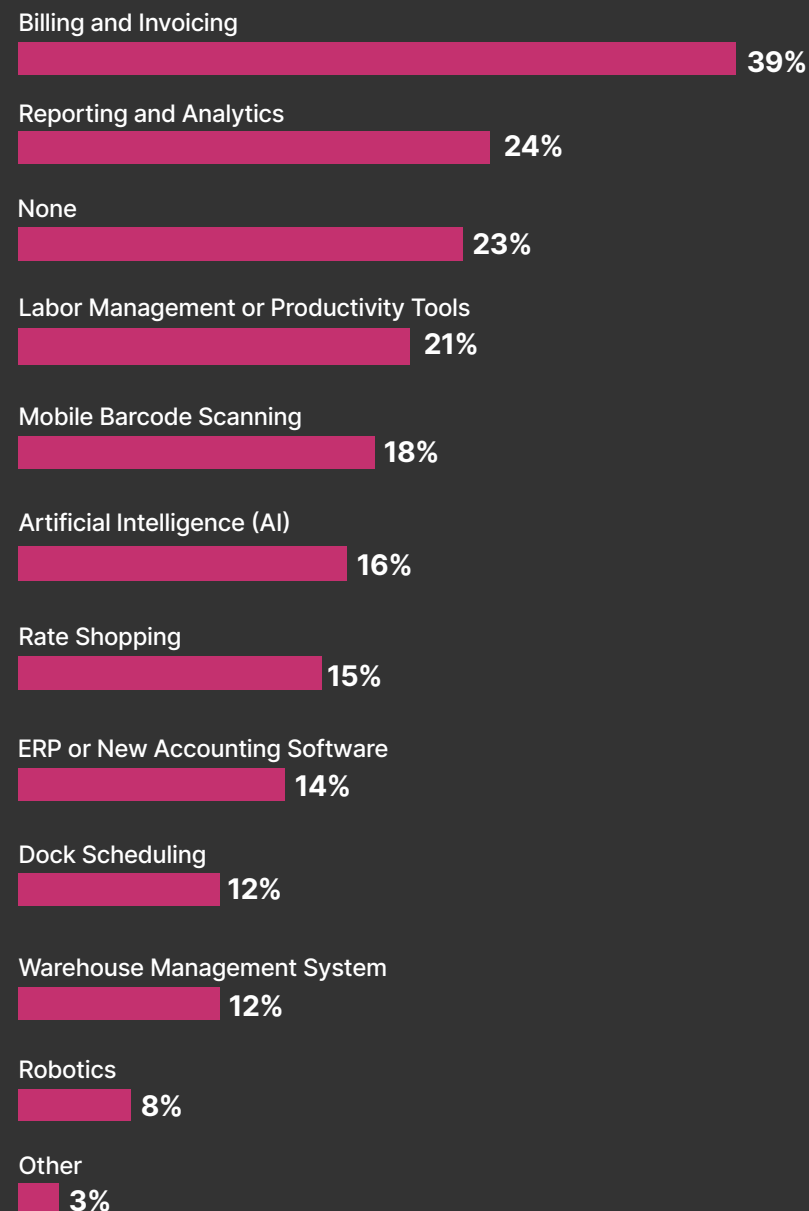 Billing and Invoicing
39%
Reporting and Analytics
24%
None
23%
Labor Management or Productivity Tools
21%
Mobile Barcode Scanning
18%
Artificial Intelligence (AI)
16%
Rate Shopping
15%
ERP or New Accounting Software
14%
Dock Scheduling
12%
Warehouse Management System
12%
Robotics
8%
Other
3%